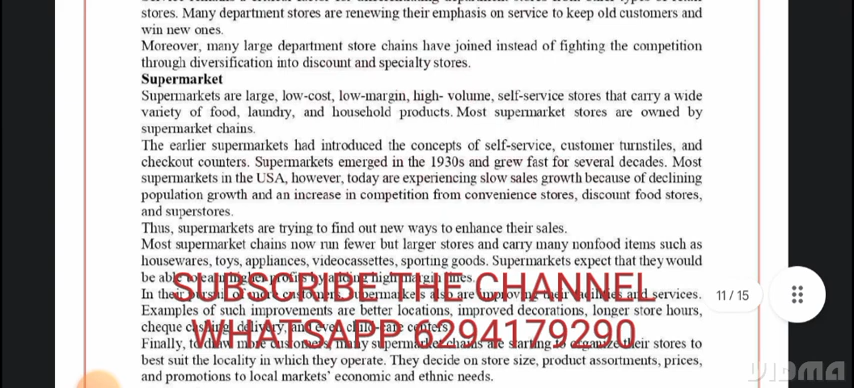 stores. Many department stores are renewing their emphasis on service to keep old customers and
win new ones.
Moreover, many large department store chains have joined instead of fighting the competition
through diversification into discount and specialty stores.
Supermarket
Supermarkets are large, low-cost, low-margin, high- volume, self-service stores that carry a wide
variety of food, laundry, and household products. Most supermarket stores are owned by
supermarket chains.
The earlier supermarkets had introduced the concepts of self-service, customer turnstiles, and
checkout counters. Supermarkets emerged in the 1930s and grew fast for several decades. Most
supermarkets in the USA, however, today are experiencing slow sales growth because of declining
population growth and an increase in competition from convenience stores, discount food stores,
and superstores.
Thus, supermarkets are trying to find out new ways to enhance their sales.
Most supermarket chains now run fewer but larger stores and carry many nonfood items such as
housewares, toys, appliances, videocassettes, sporting goods. Supermarkets expect that they would
be able to earn higher profits by adding high margin lines.
SUBSCRIBE THE CHANNEL
In their pursuit of more customers, supermarkets also are improving their facilities and services.
11 / 15
Examples of such improvements are better locations, improved decorations, longer store hours,
cheque cashing, delivery, and even child-care centers.
WHATSAPP 6294179290
Finally, to draw more customers, many supermarket chains are starting to organize their stores to
best suit the locality in which they operate. They decide on store size, product assortments, prices,
and promotions to local markets' economic and ethnic needs.
VIDMA